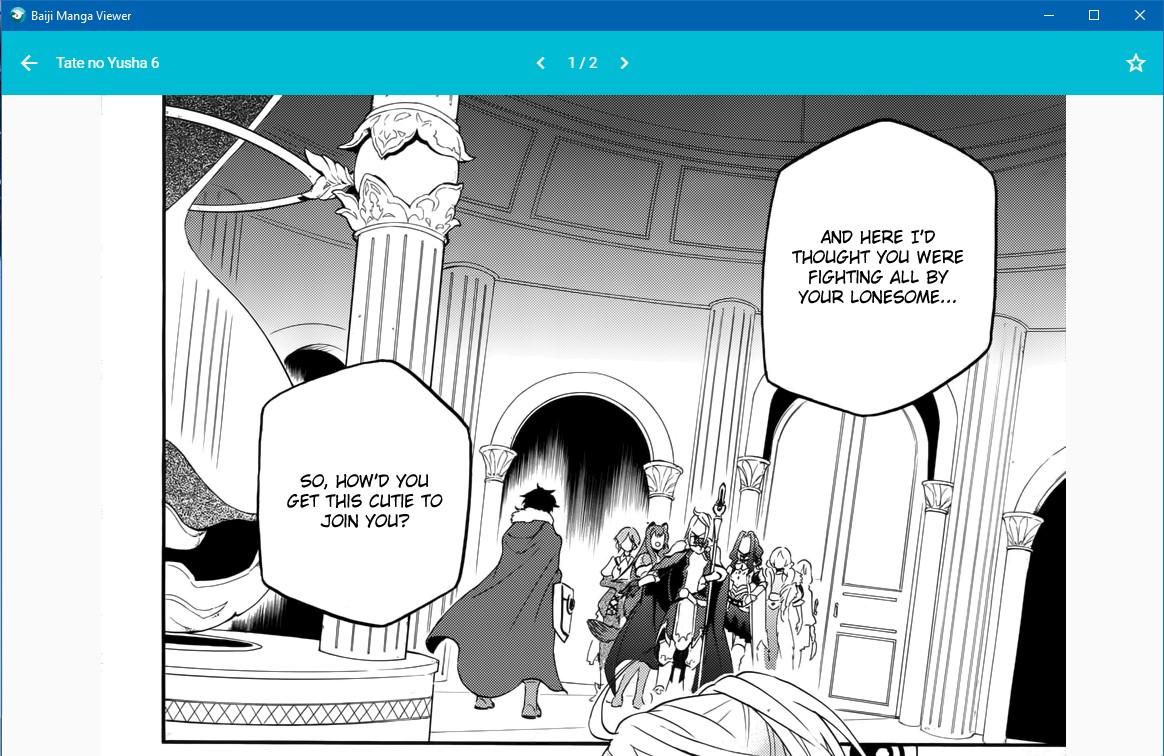 Baiji Manga Viewer
Tate no Yusha 6
1 / 2
AND HERE I'D
THOUGHT YOU WERE
FIGHTING ALL BY
YOUR LONESOME...
SO, HOW'D YOU
GET THIS CUTIE TO
JOIN YOU?